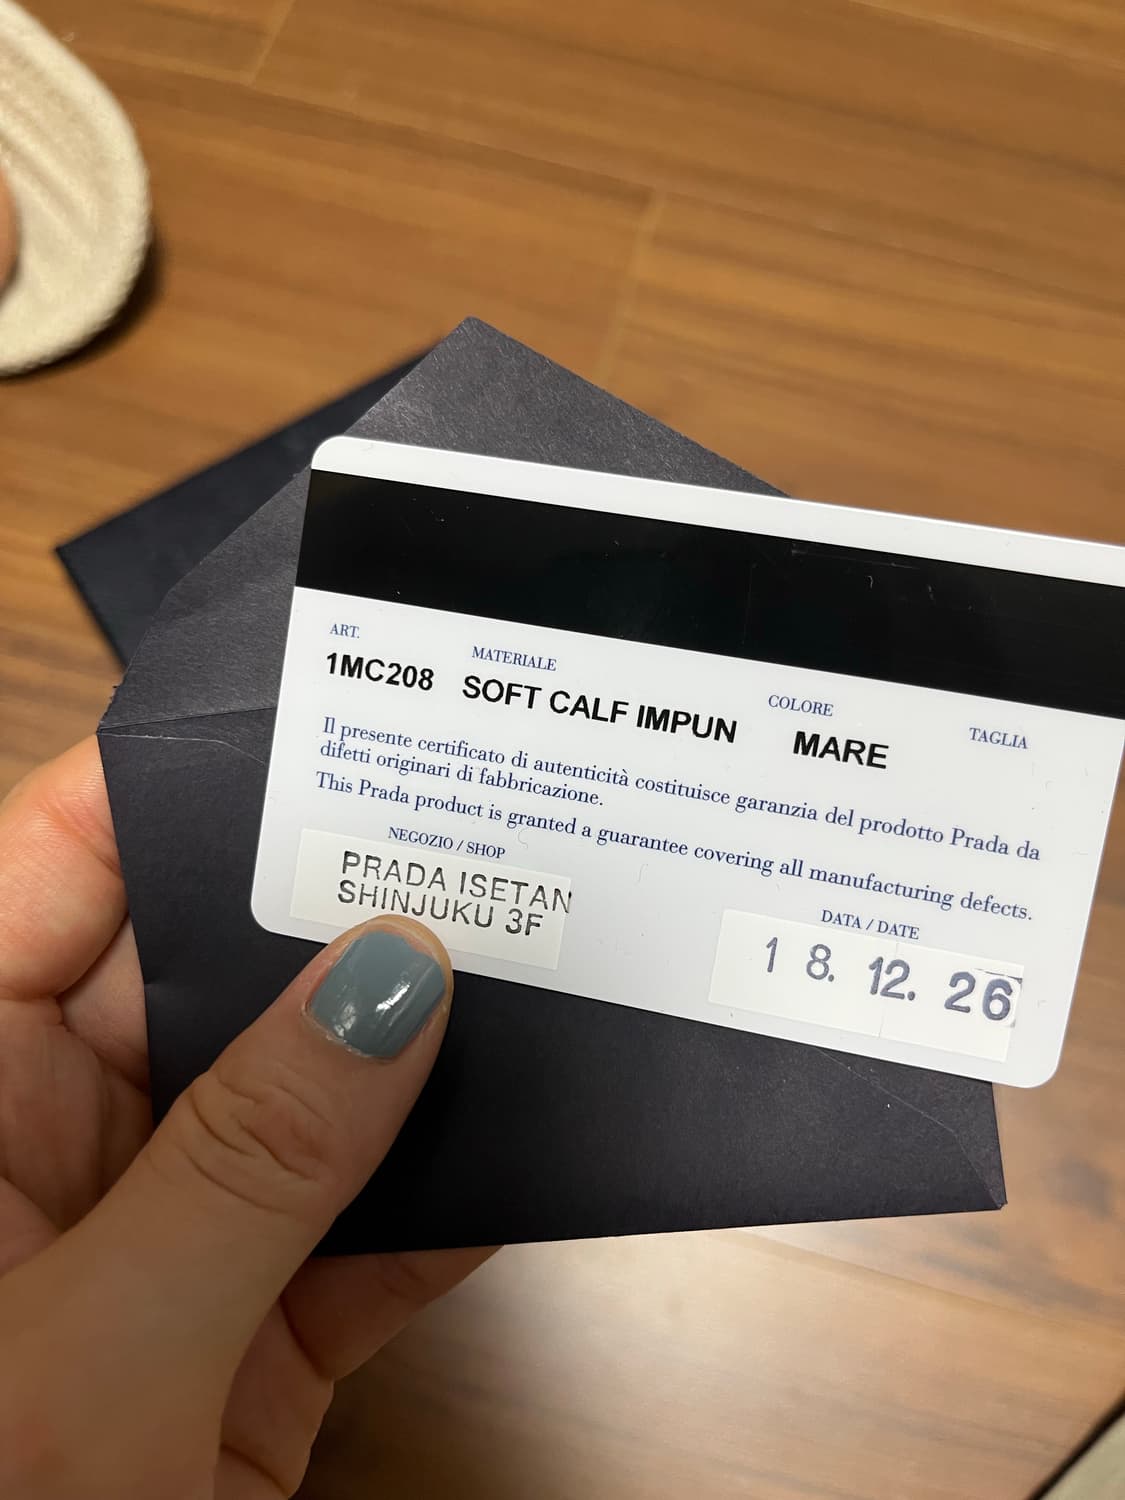 ART.
1MC208
MATERIALE
SOFT CALF IMPUN
COLORE
MARE
TAGLIA
Il presente certificato di autenticità costituisce garanzia del prodotto Prada da
difetti originari di fabbricazione.
This Prada product is granted a guarantee covering all manufacturing defects.
NEGOZIO / SHOP
PRADA ISETAN
SHINJUKU 3F
DATA / DATE
18. 12. 26